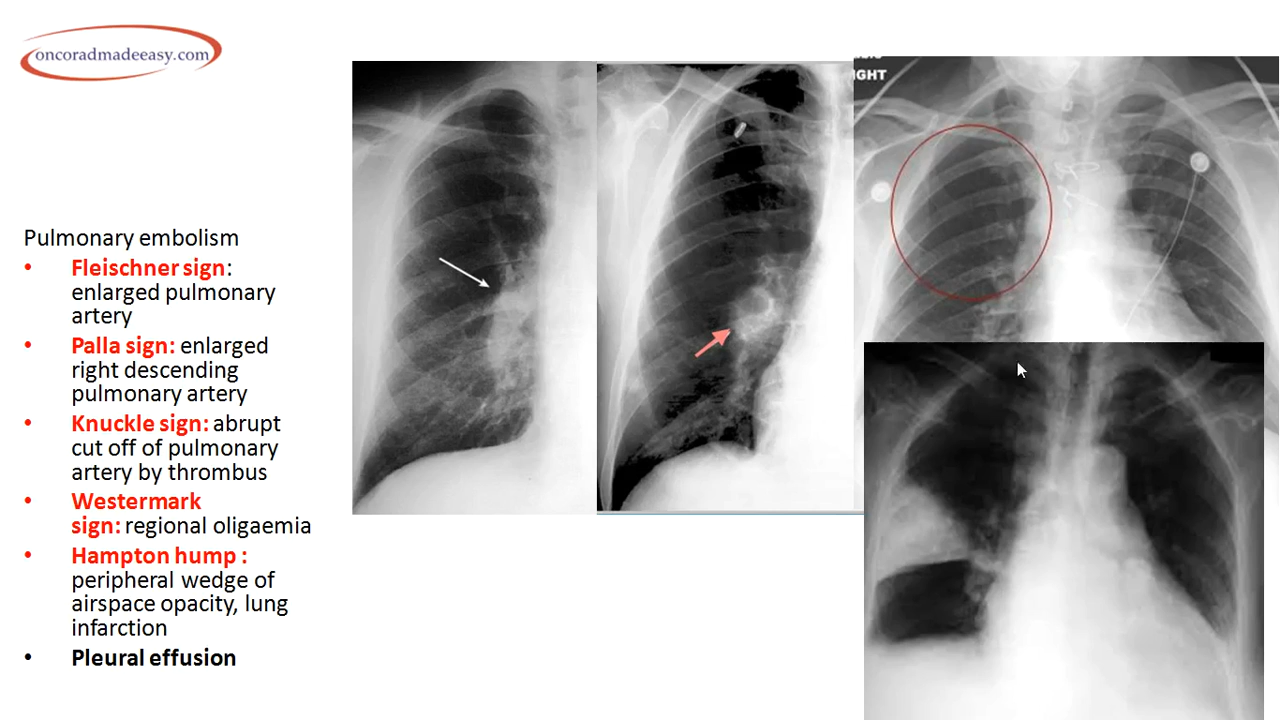 oncoradmadeeasy.com
IGHT
Pulmonary embolism
• Fleischner sign:
enlarged pulmonary
artery
• Palla sign: enlarged
right descending
pulmonary artery
• Knuckle sign: abrupt
cut off of pulmonary
artery by thrombus
• Westermark
sign: regional oligaemia
• Hampton hump :
peripheral wedge of
airspace opacity, lung
infarction
• Pleural effusion